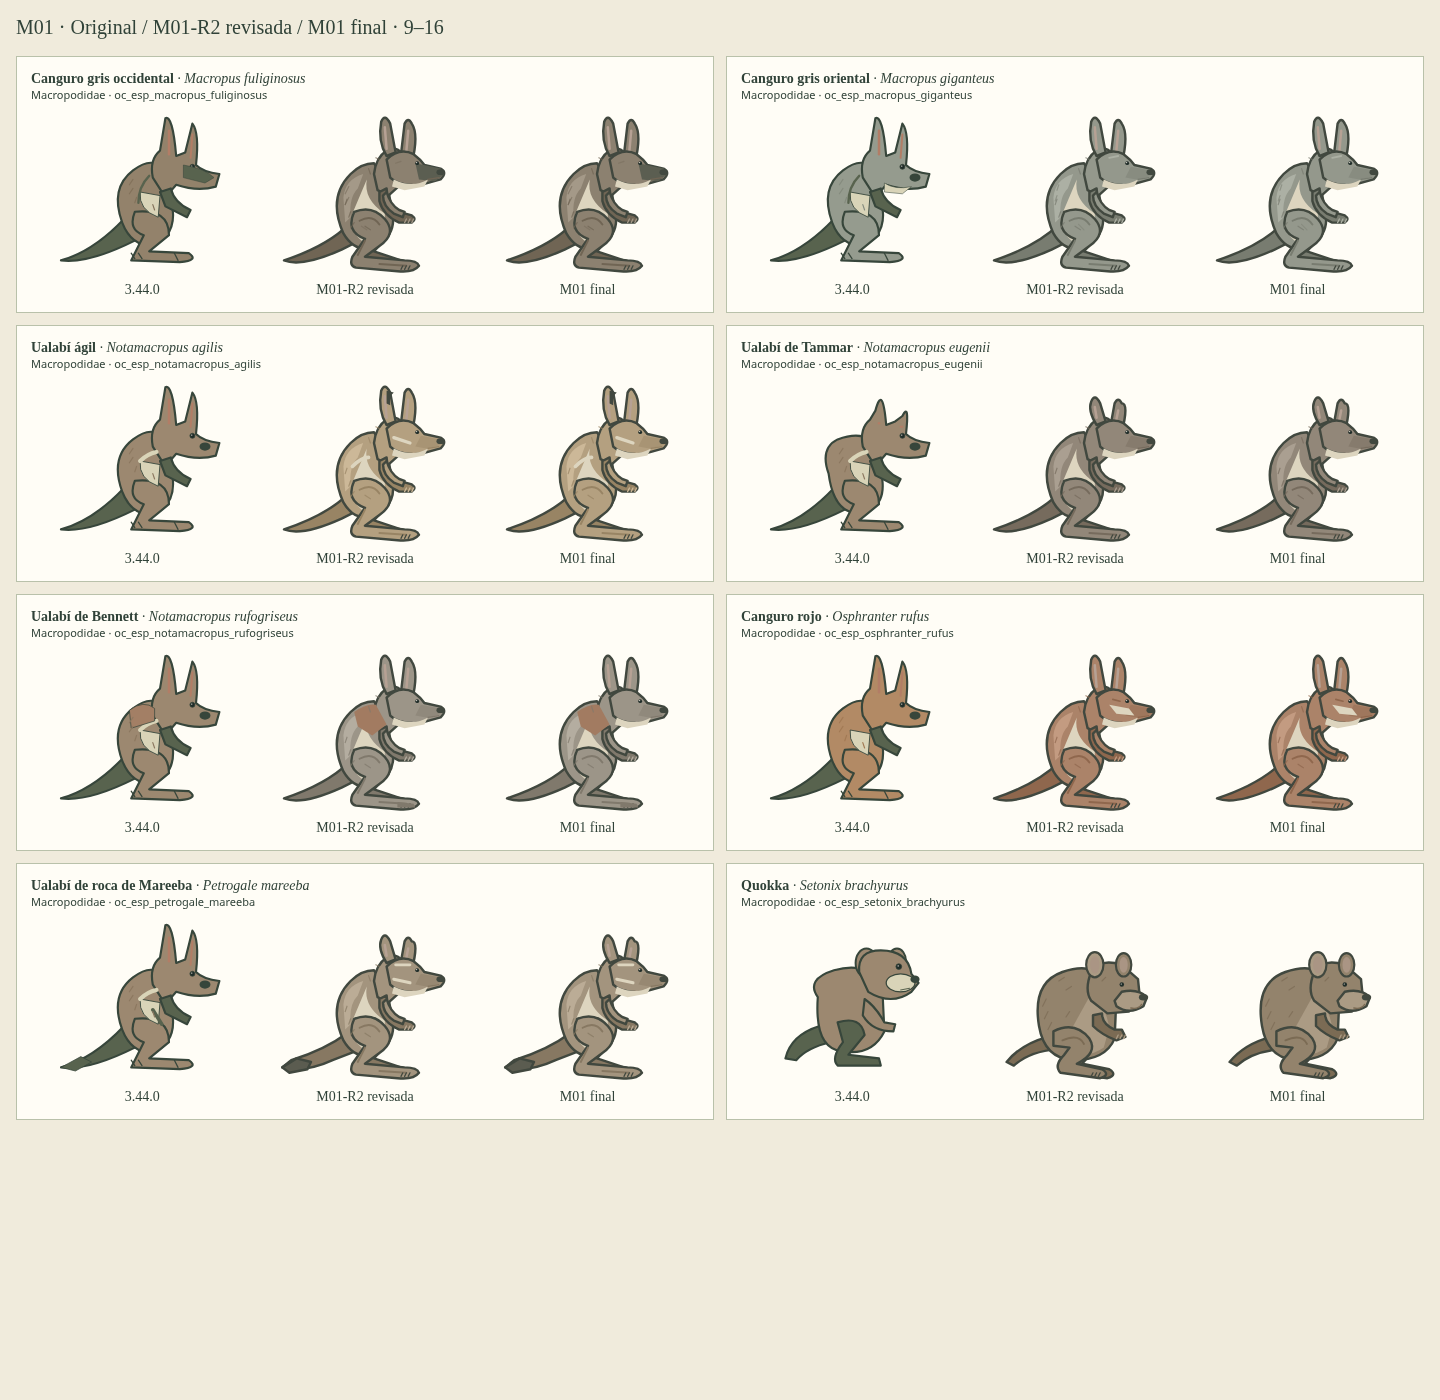 M01 · Original / M01-R2 revisada / M01 final · 9–16
Canguro gris occidental · Macropus fuliginosus
Macropodidae · oc_esp_macropus_fuliginosus
3.44.0
M01-R2 revisada
M01 final
Canguro gris oriental · Macropus giganteus
Macropodidae · oc_esp_macropus_giganteus
3.44.0
M01-R2 revisada
M01 final
Ualabí ágil · Notamacropus agilis
Macropodidae · oc_esp_notamacropus_agilis
3.44.0
M01-R2 revisada
M01 final
Ualabí de Tammar · Notamacropus eugenii
Macropodidae · oc_esp_notamacropus_eugenii
3.44.0
M01-R2 revisada
M01 final
Ualabí de Bennett · Notamacropus rufogriseus
Macropodidae · oc_esp_notamacropus_rufogriseus
3.44.0
M01-R2 revisada
M01 final
Canguro rojo · Osphranter rufus
Macropodidae · oc_esp_osphranter_rufus
3.44.0
M01-R2 revisada
M01 final
Ualabí de roca de Mareeba · Petrogale mareeba
Macropodidae · oc_esp_petrogale_mareeba
3.44.0
M01-R2 revisada
M01 final
Quokka · Setonix brachyurus
Macropodidae · oc_esp_setonix_brachyurus
3.44.0
M01-R2 revisada
M01 final